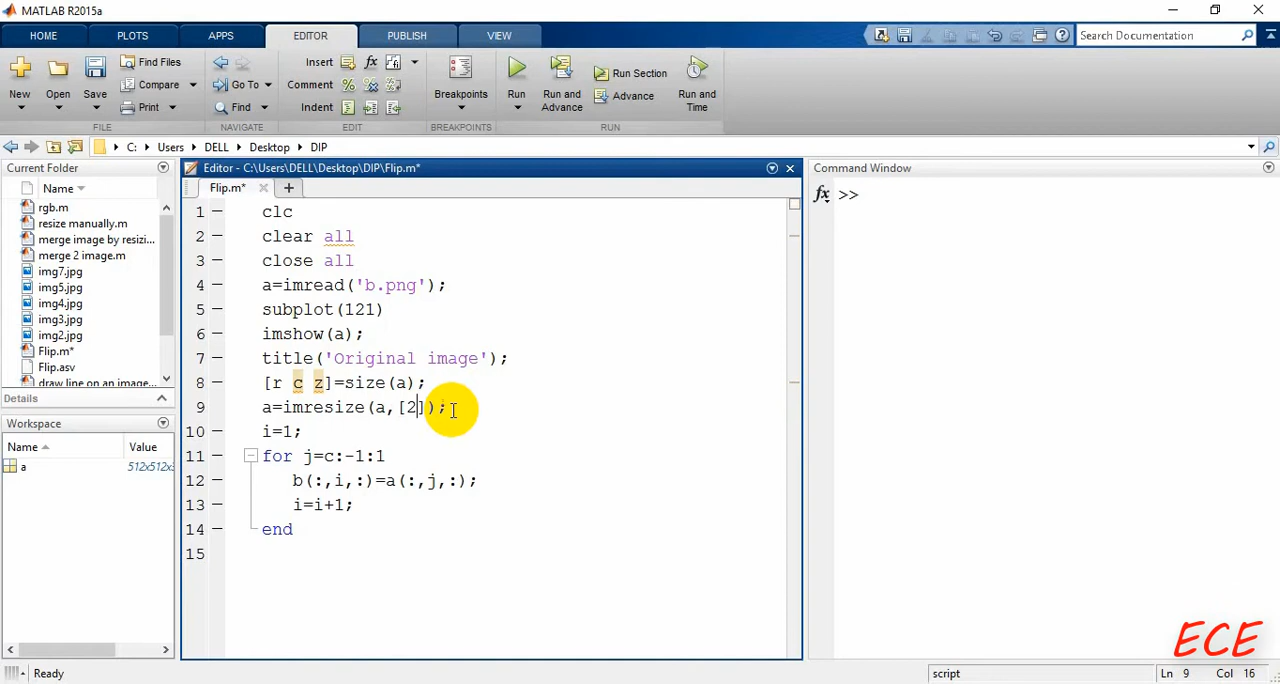 MATLAB R2015a
HOME PLOTS APPS EDITOR PUBLISH VIEW Search Documentation
New Open Save Find Files Compare Print
FILE
Go To Find
NAVIGATE
Insert fx
Comment % %
Indent
EDIT
Breakpoints
BREAKPOINTS
Run Run and Advance Run Section Advance Run and Time
RUN
C: Users DELL Desktop DIP
Current Folder
Name
rgb.m
resize manually.m
merge image by resizi...
merge 2 image.m
img7.jpg
img5.jpg
img4.jpg
img3.jpg
img2.jpg
Flip.m*
Flip.asv
draw line on an image...
Details
Workspace
Name Value
a 512x512x
Editor - C:\Users\DELL\Desktop\DIP\Flip.m*
Flip.m*
1 clc
2 clear all
3 close all
4 a=imread('b.png');
5 subplot(121)
6 imshow(a);
7 title('Original image');
8 [r c z]=size(a);
9 a=imresize(a,[2]);
10 i=1;
11 for j=c:-1:1
12 b(:,i,:)=a(:,j,:);
13 i=i+1;
14 end
15
Command Window
fx >>
ECE
Ready script Ln 9 Col 16